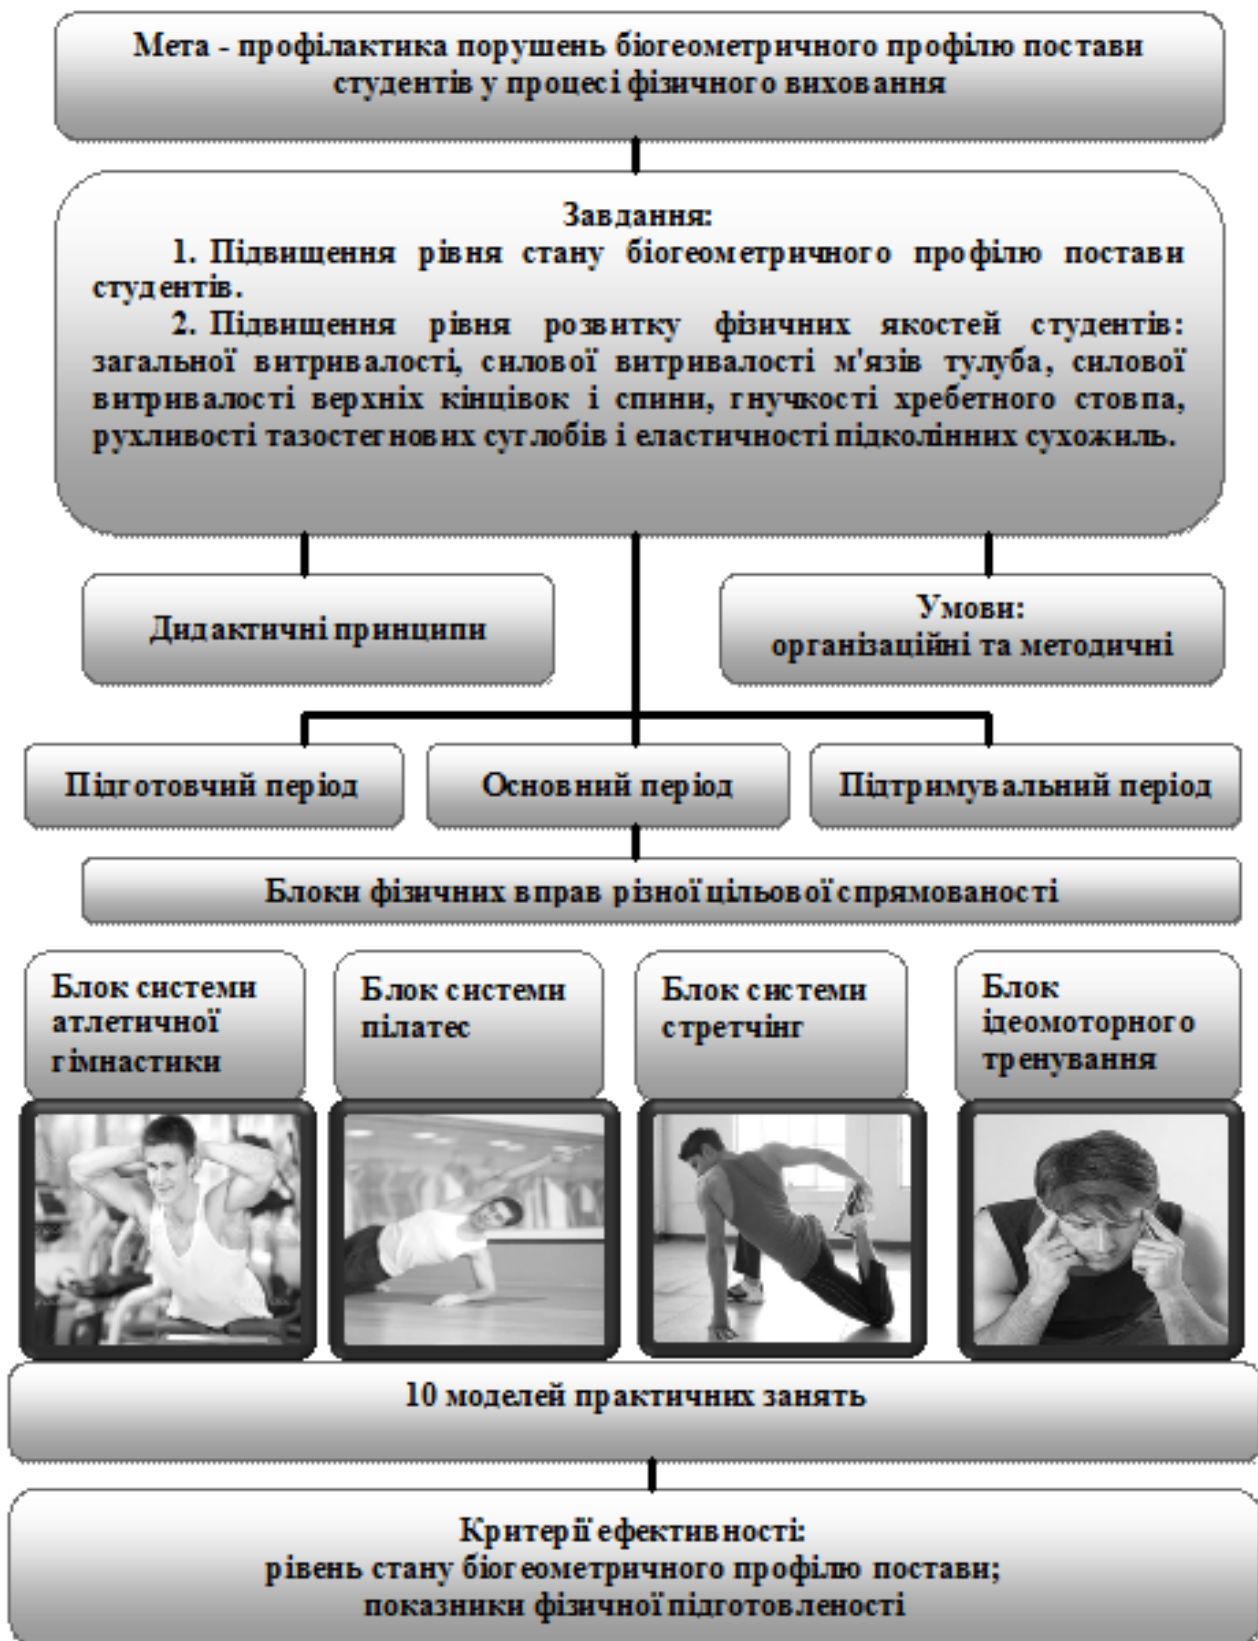 Мета - профілактика порушень біогеометричного профілю постави
студентів у процесі фізичного виховання
Завдання:
1. Підвищення рівня стану біогеометричного профілю постави
студентів.
2. Підвищення рівня розвитку фізичних якостей студентів:
загальної витривалості, силової витривалості м'язів тулуба, силової
витривалості верхніх кінцівок і спини, гнучкості хребетного стовпа,
рухливості тазостегнових суглобів і еластичності підколінних сухожиль.
Дидактичні принципи
Умови:
організаційні та методичні
Підготовчий період
Основний період
Підтримувальний період
Блоки фізичних вправ різної цільової спрямованості
Блок системи
атлетичної
гімнастики
Блок системи
пілатес
Блок системи
стретчінг
Блок
ідеомоторного
тренування
10 моделей практичних занять
Критерії ефективності:
рівень стану біогеометричного профілю постави;
показники фізичної підготовленості